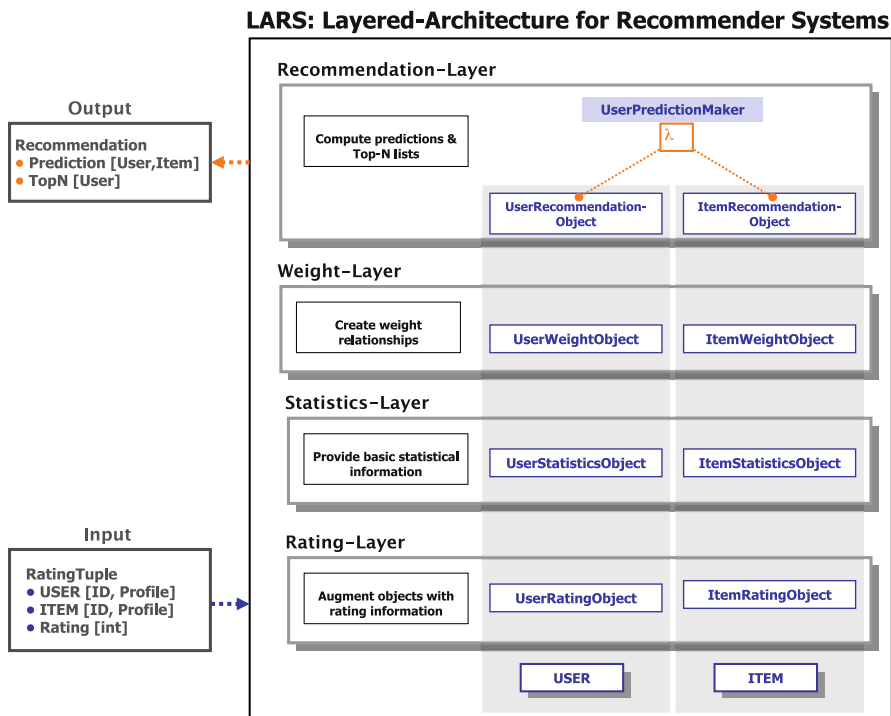 LARS: Layered-Architecture for Recommender Systems
Recommendation-Layer
Output
UserPredictionMaker
Compute predictions &
Top-N lists
λ
Recommendation
• Prediction [User,Item]
• TopN [User]
UserRecommendation-
Object
ItemRecommendation-
Object
Weight-Layer
Create weight
relationships
UserWeightObject
ItemWeightObject
Statistics-Layer
Provide basic statistical
information
UserStatisticsObject
ItemStatisticsObject
Input
Rating-Layer
RatingTuple
• USER [ID, Profile]
• ITEM [ID, Profile]
• Rating [int]
Augment objects with
rating information
UserRatingObject
ItemRatingObject
USER
ITEM